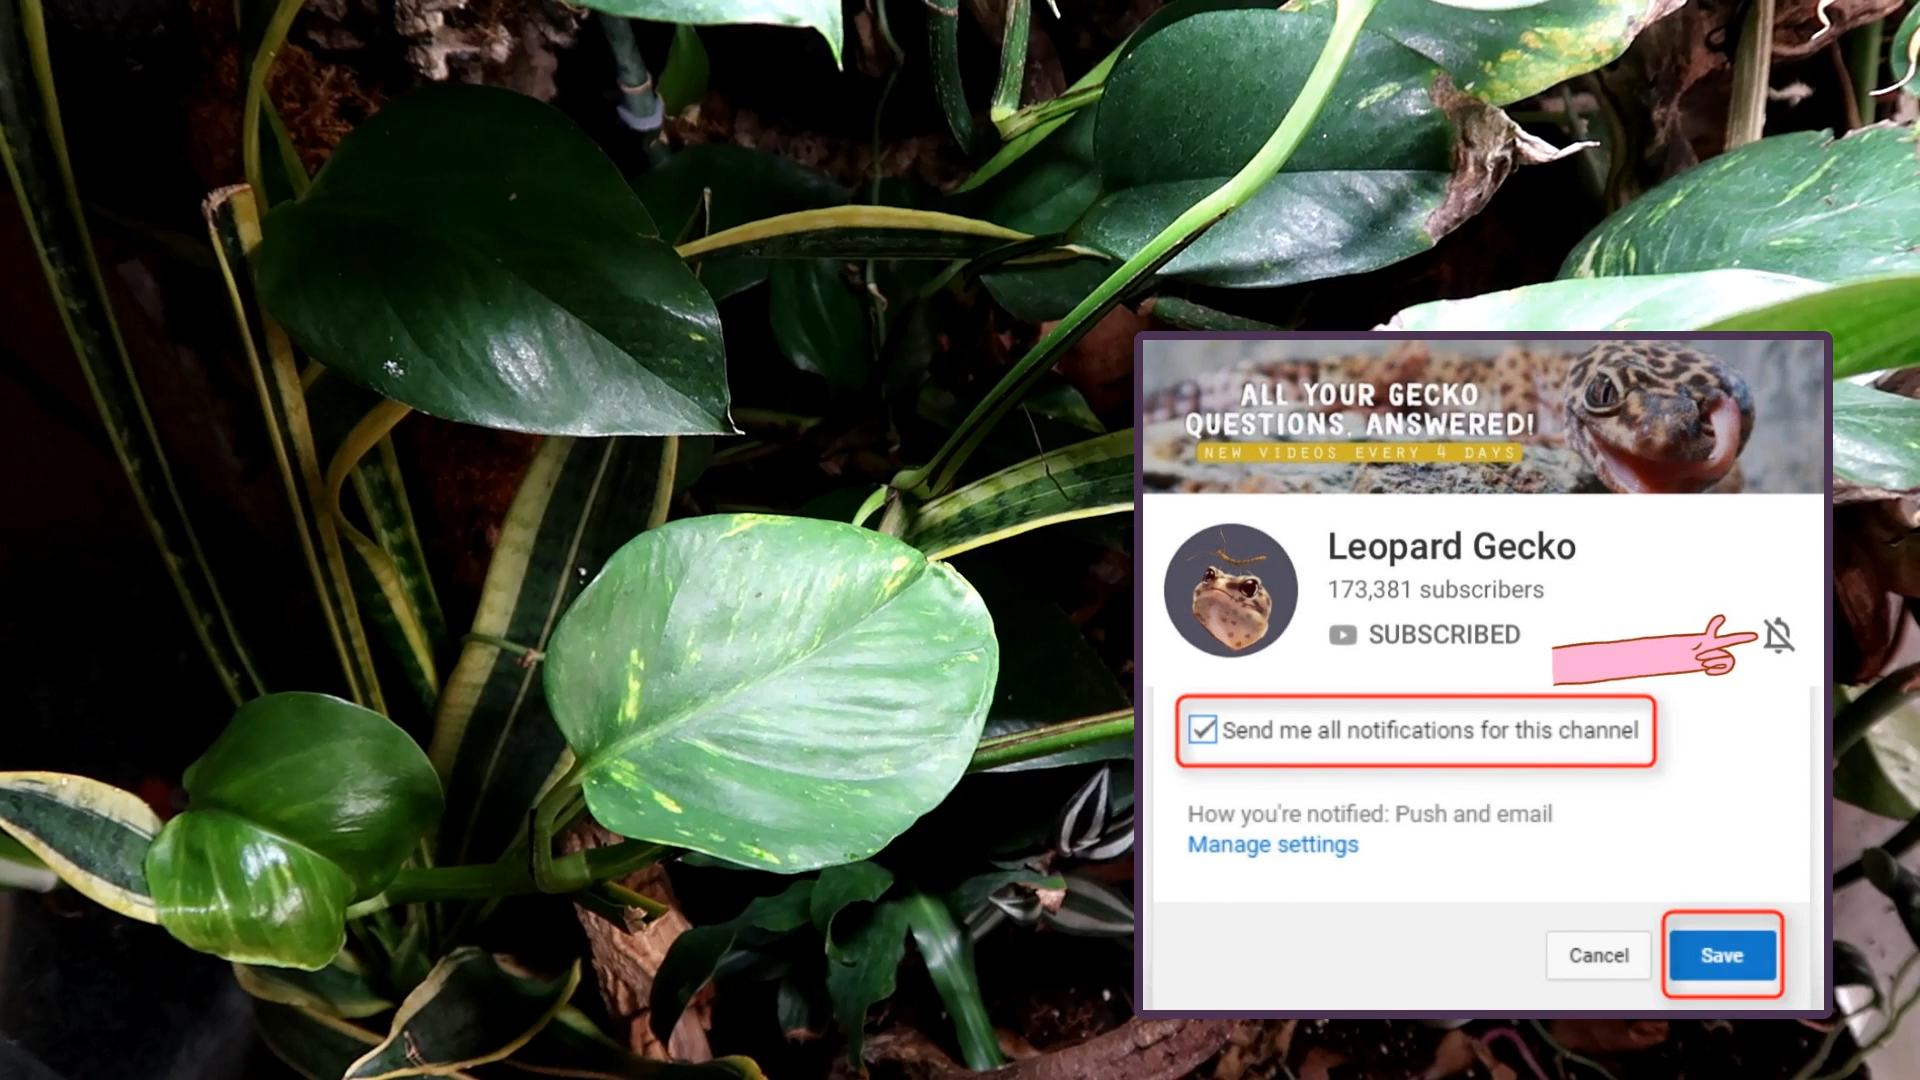 ALL YOUR GECKO
QUESTIONS, ANSWERED!
NEW VIDEOS EVERY 4 DAYS
Leopard Gecko
173,381 subscribers
SUBSCRIBED
Send me all notifications for this channel
How you're notified: Push and email
Manage settings
Cancel
Save